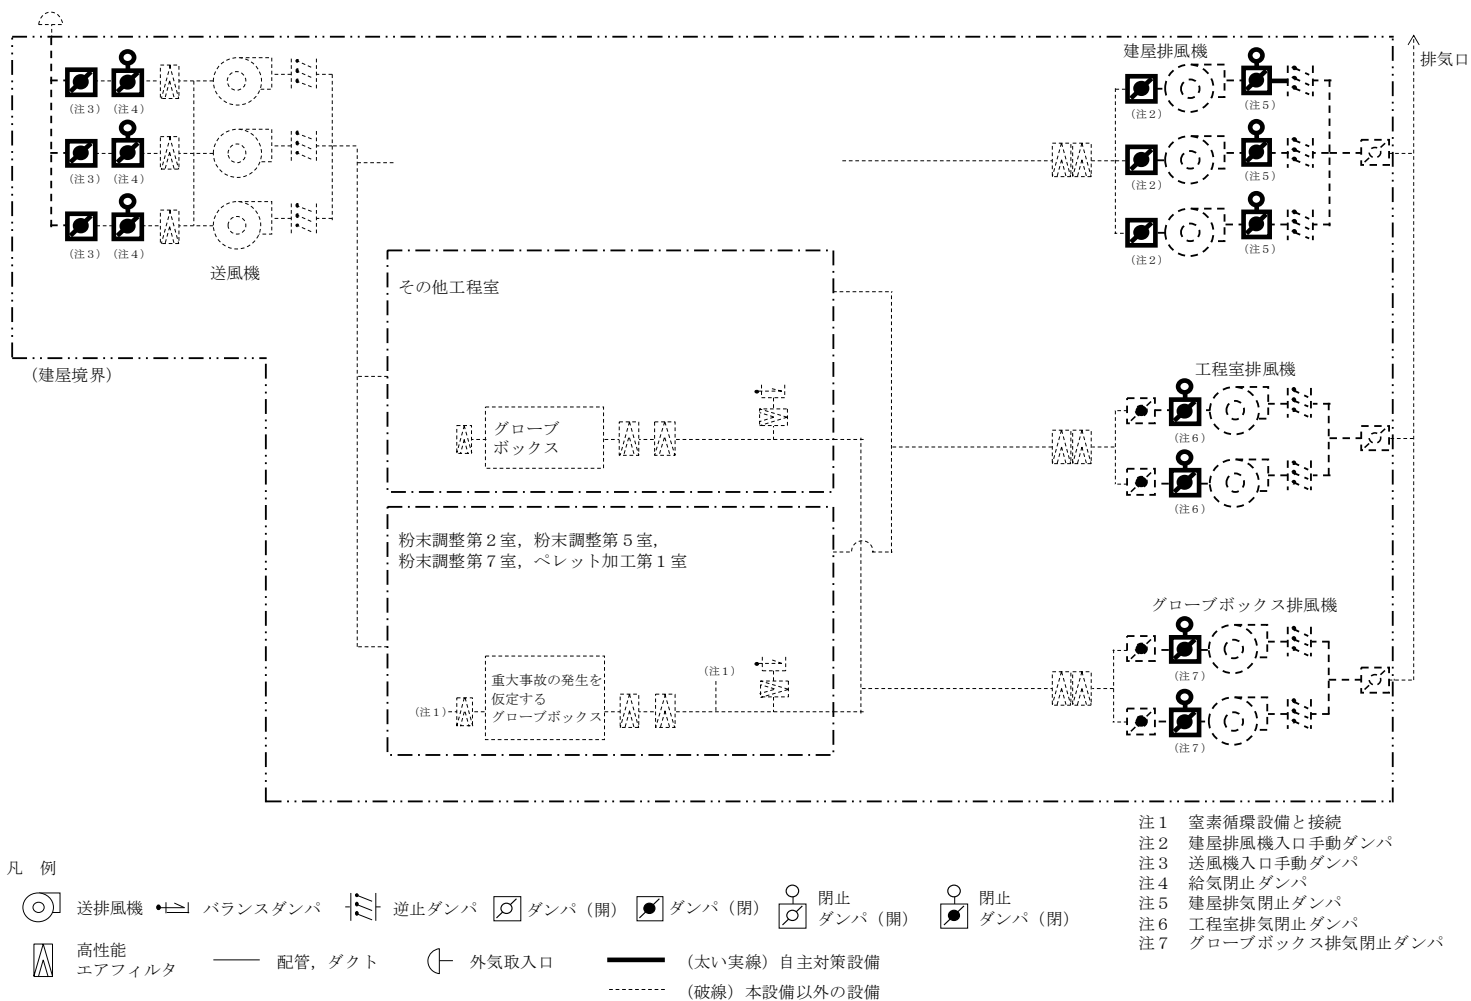 建屋排風機
排気口
（注３）
（注４）
（注２）
（注５）
（注３）
（注４）
（注２）
（注５）
（注３）
（注４）
（注２）
（注５）
送風機
その他工程室
（建屋境界）
工程室排風機
グローブ
ボックス
（注６）
（注６）
粉末調整第２室，粉末調整第５室，
粉末調整第７室，ペレット加工第１室
グローブボックス排風機
（注１）
重大事故の発生を
仮定する
グローブボックス
（注１）
（注７）
（注７）
注１　窒素循環設備と接続
注２　建屋排風機入口手動ダンパ
注３　送風機入口手動ダンパ
注４　給気閉止ダンパ
注５　建屋排気閉止ダンパ
注６　工程室排気閉止ダンパ
注７　グローブボックス排気閉止ダンパ
凡　例
送排風機
バランスダンパ
逆止ダンパ
ダンパ（開）
ダンパ（閉）
閉止
ダンパ（開）
閉止
ダンパ（閉）
高性能
エアフィルタ
配管，ダクト
外気取入口
（太い実線）自主対策設備
（破線）本設備以外の設備